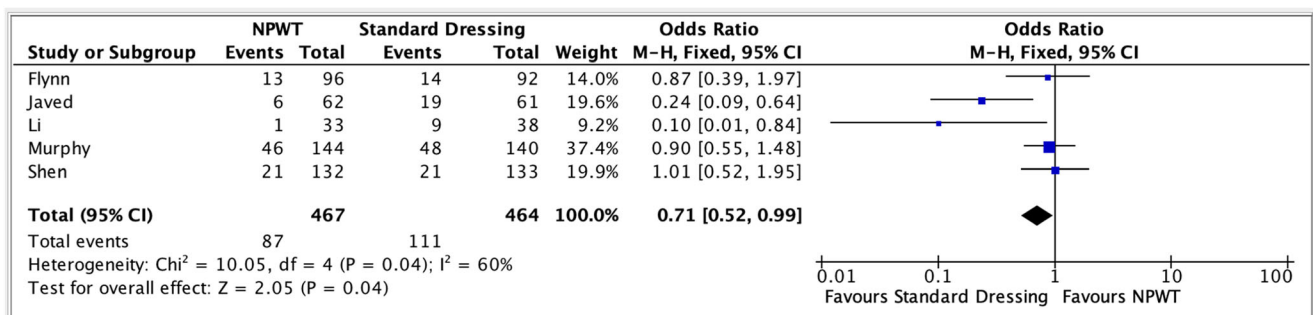 NPWT Standard Dressing Odds Ratio Odds Ratio
Study or Subgroup Events Total Events Total Weight M-H, Fixed, 95% CI M-H, Fixed, 95% CI
Flynn 13 96 14 92 14.0% 0.87 [0.39, 1.97]
Javed 6 62 19 61 19.6% 0.24 [0.09, 0.64]
Li 1 33 9 38 9.2% 0.10 [0.01, 0.84]
Murphy 46 144 48 140 37.4% 0.90 [0.55, 1.48]
Shen 21 132 21 133 19.9% 1.01 [0.52, 1.95]
Total (95% CI) 467 464 100.0% 0.71 [0.52, 0.99]
Total events 87 111
Heterogeneity: Chi² = 10.05, df = 4 (P = 0.04); I² = 60%
Test for overall effect: Z = 2.05 (P = 0.04)
0.01 0.1 1 10 100
Favours Standard Dressing Favours NPWT